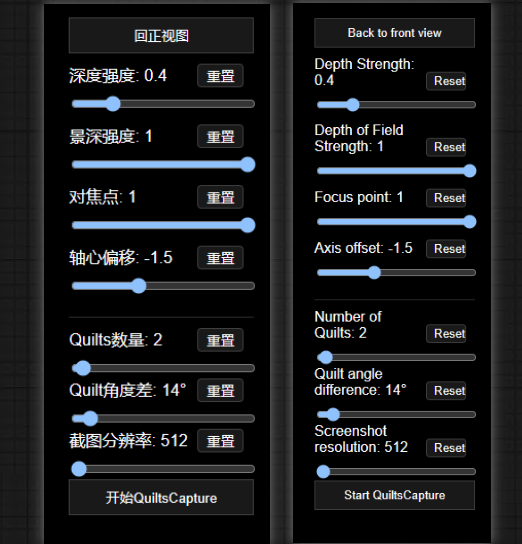 回正视图
深度强度: 0.4
重置
景深强度: 1
重置
对焦点: 1
重置
轴心偏移: -1.5
重置
Quilts数量: 2
重置
Quilt角度差: 14°
重置
截图分辨率: 512
重置
开始QuiltsCapture
Back to front view
Depth Strength:
0.4
Reset
Depth of Field
Strength: 1
Reset
Focus point: 1
Reset
Axis offset: -1.5
Reset
Number of
Quilts: 2
Reset
Quilt angle
difference: 14°
Reset
Screenshot
resolution: 512
Reset
Start QuiltsCapture